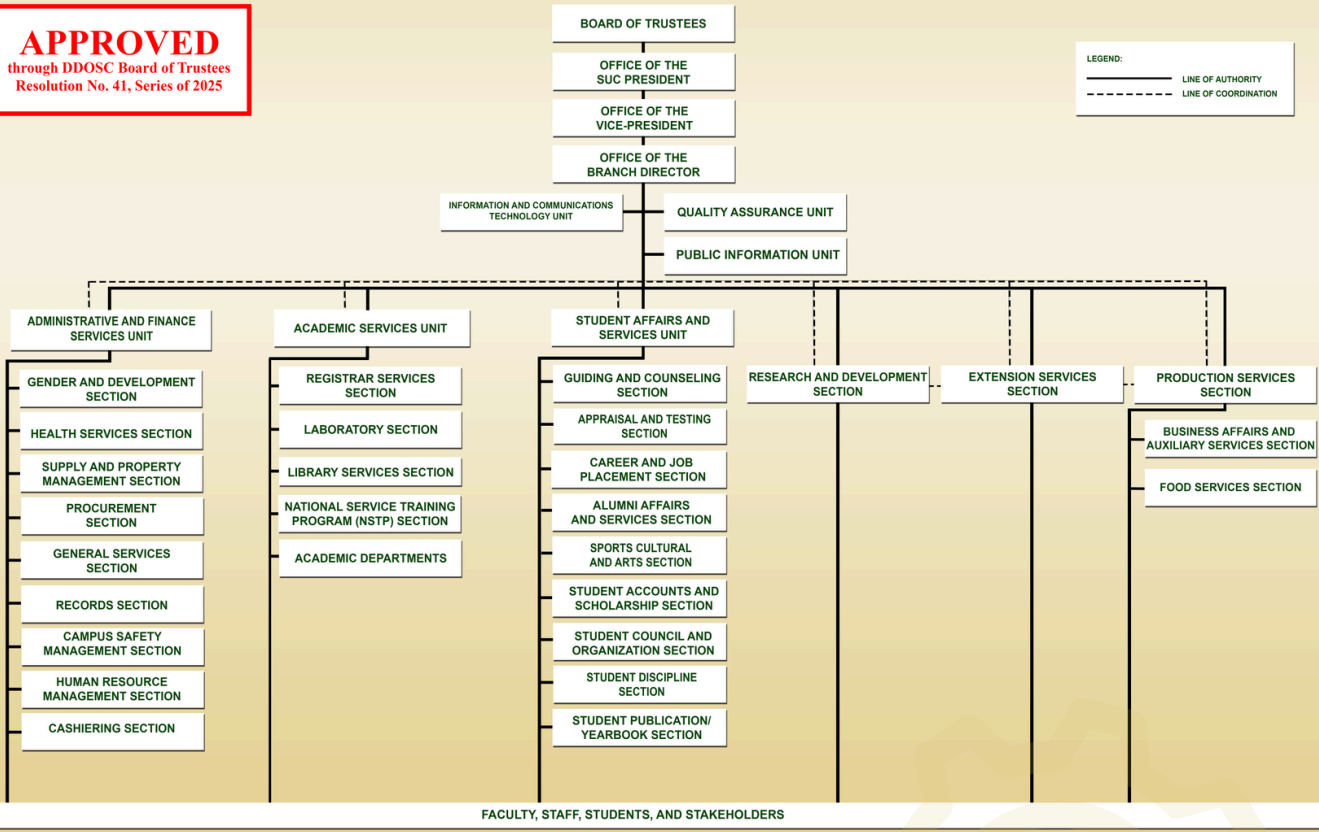 APPROVED
through DDOSC Board of Trustees
Resolution No. 41, Series of 2025
BOARD OF TRUSTEES
OFFICE OF THE
SUC PRESIDENT
OFFICE OF THE
VICE-PRESIDENT
OFFICE OF THE
BRANCH DIRECTOR
LEGEND:
LINE OF AUTHORITY
LINE OF COORDINATION
INFORMATION AND COMMUNICATIONS
TECHNOLOGY UNIT
QUALITY ASSURANCE UNIT
PUBLIC INFORMATION UNIT
ADMINISTRATIVE AND FINANCE
SERVICES UNIT
GENDER AND DEVELOPMENT
SECTION
HEALTH SERVICES SECTION
SUPPLY AND PROPERTY
MANAGEMENT SECTION
PROCUREMENT
SECTION
GENERAL SERVICES
SECTION
RECORDS SECTION
CAMPUS SAFETY
MANAGEMENT SECTION
HUMAN RESOURCE
MANAGEMENT SECTION
CASHIERING SECTION
ACADEMIC SERVICES UNIT
REGISTRAR SERVICES
SECTION
LABORATORY SECTION
LIBRARY SERVICES SECTION
NATIONAL SERVICE TRAINING
PROGRAM (NSTP) SECTION
ACADEMIC DEPARTMENTS
STUDENT AFFAIRS AND
SERVICES UNIT
GUIDING AND COUNSELING
SECTION
APPRAISAL AND TESTING
SECTION
CAREER AND JOB
PLACEMENT SECTION
ALUMNI AFFAIRS
AND SERVICES SECTION
SPORTS CULTURAL
AND ARTS SECTION
STUDENT ACCOUNTS AND
SCHOLARSHIP SECTION
STUDENT COUNCIL AND
ORGANIZATION SECTION
STUDENT DISCIPLINE
SECTION
STUDENT PUBLICATION/
YEARBOOK SECTION
RESEARCH AND DEVELOPMENT
SECTION
EXTENSION SERVICES
SECTION
PRODUCTION SERVICES
SECTION
BUSINESS AFFAIRS AND
AUXILIARY SERVICES SECTION
FOOD SERVICES SECTION
FACULTY, STAFF, STUDENTS, AND STAKEHOLDERS